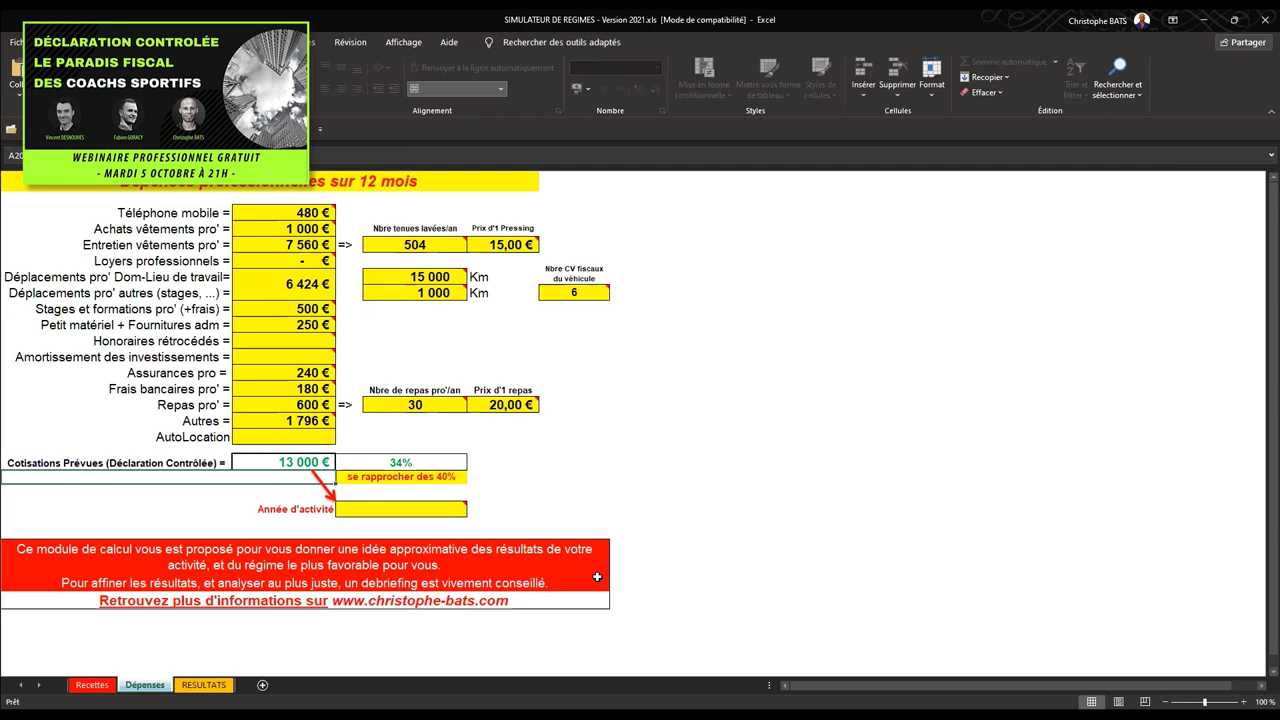 SIMULATEUR DE REGIMES - Version 2021.xls [Mode de compatibilité] - Excel
Christophe BATS
Révision
Affichage
Aide
Rechercher des outils adaptés
Partager
DÉCLARATION CONTROLÉE
LE PARADIS FISCAL
DES COACHS SPORTIFS
Vincent DESNOUHES
Fabien GORACY
Christophe BATS
WEBINAIRE PROFESSIONNEL GRATUIT
- MARDI 5 OCTOBRE À 21H -
Renvoyer à la ligne automatiquement
Alignement
Nombre
Mise en forme conditionnelle
Mettre sous forme de tableau
Styles de cellules
Styles
Insérer
Supprimer
Format
Cellules
Somme automatique
Recopier
Effacer
Trier et filtrer
Rechercher et sélectionner
Édition
Dépenses professionnelles sur 12 mois
Téléphone mobile = 480 €
Achats vêtements pro' = 1 000 €
Nbre tenues lavées/an Prix d'1 Pressing
Entretien vêtements pro' = 7 560 € => 504 15,00 €
Loyers professionnels = - €
Nbre CV fiscaux du véhicule
Déplacements pro' Dom-Lieu de travail= 6 424 € 15 000 Km
Déplacements pro' autres (stages, ...) = 1 000 Km 6
Stages et formations pro' (+frais) = 500 €
Petit matériel + Fournitures adm = 250 €
Honoraires rétrocédés =
Amortissement des investissements =
Assurances pro = 240 €
Frais bancaires pro' = 180 €
Nbre de repas pro'/an Prix d'1 repas
Repas pro' = 600 € => 30 20,00 €
Autres = 1 796 €
AutoLocation
Cotisations Prévues (Déclaration Contrôlée) = 13 000 € 34%
se rapprocher des 40%
Année d'activité
Ce module de calcul vous est proposé pour vous donner une idée approximative des résultats de votre
activité, et du régime le plus favorable pour vous.
Pour affiner les résultats, et analyser au plus juste, un debriefing est vivement conseillé.
Retrouvez plus d'informations sur www.christophe-bats.com
Recettes
Dépenses
RESULTATS
Prêt
100 %